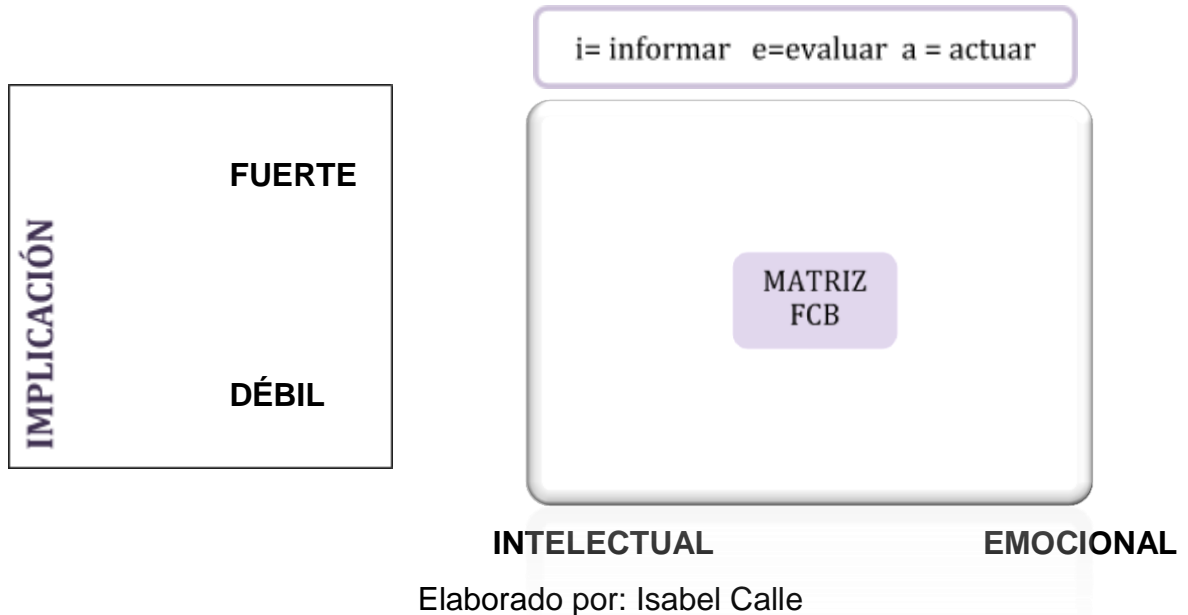 i= informar e=evaluar a = actuar
FUERTE
IMPLICACIÓN
DÉBIL
MATRIZ
FCB
INTELECTUAL EMOCIONAL
Elaborado por: Isabel Calle